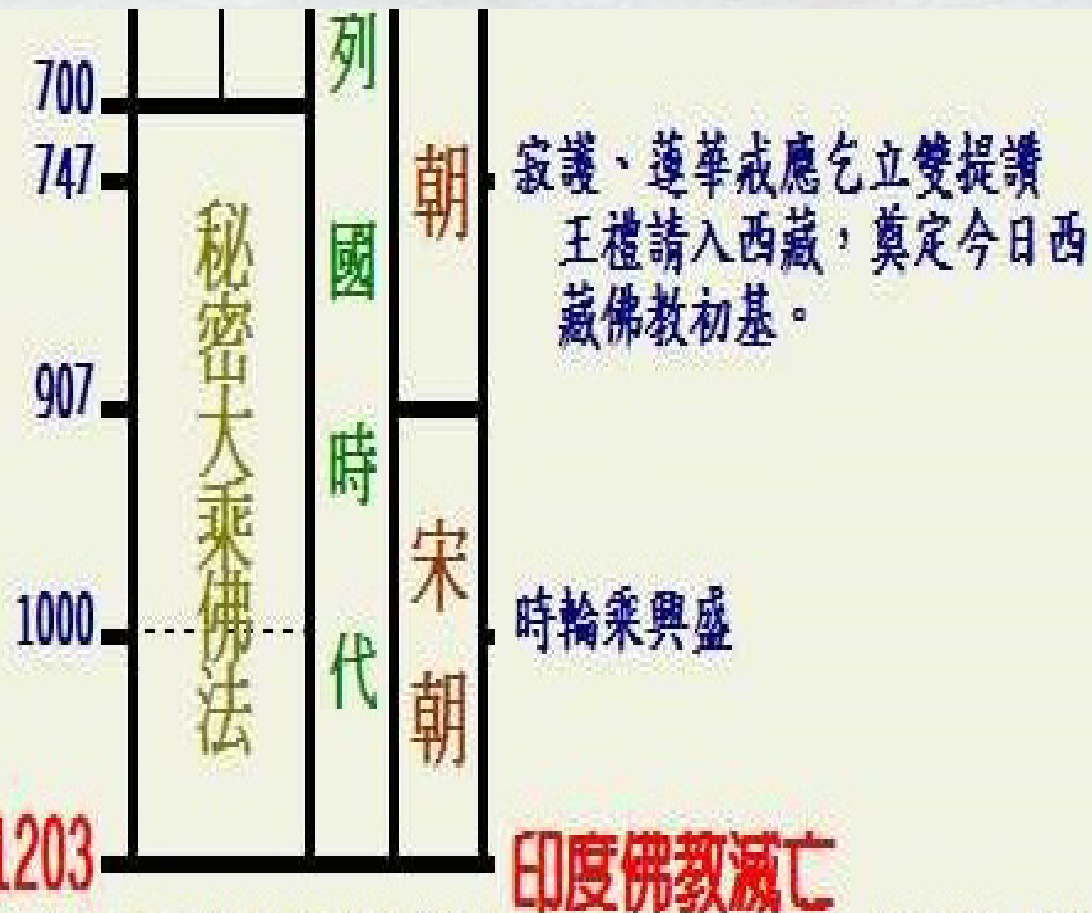 700
747
907
1000
1203
秘密大乘佛法
列國時代
朝
宋朝
寂護、蓮華戒應乞立雙提讚
王禮請入西藏，奠定今日西
藏佛教初基。
時輪乘興盛
印度佛教滅亡